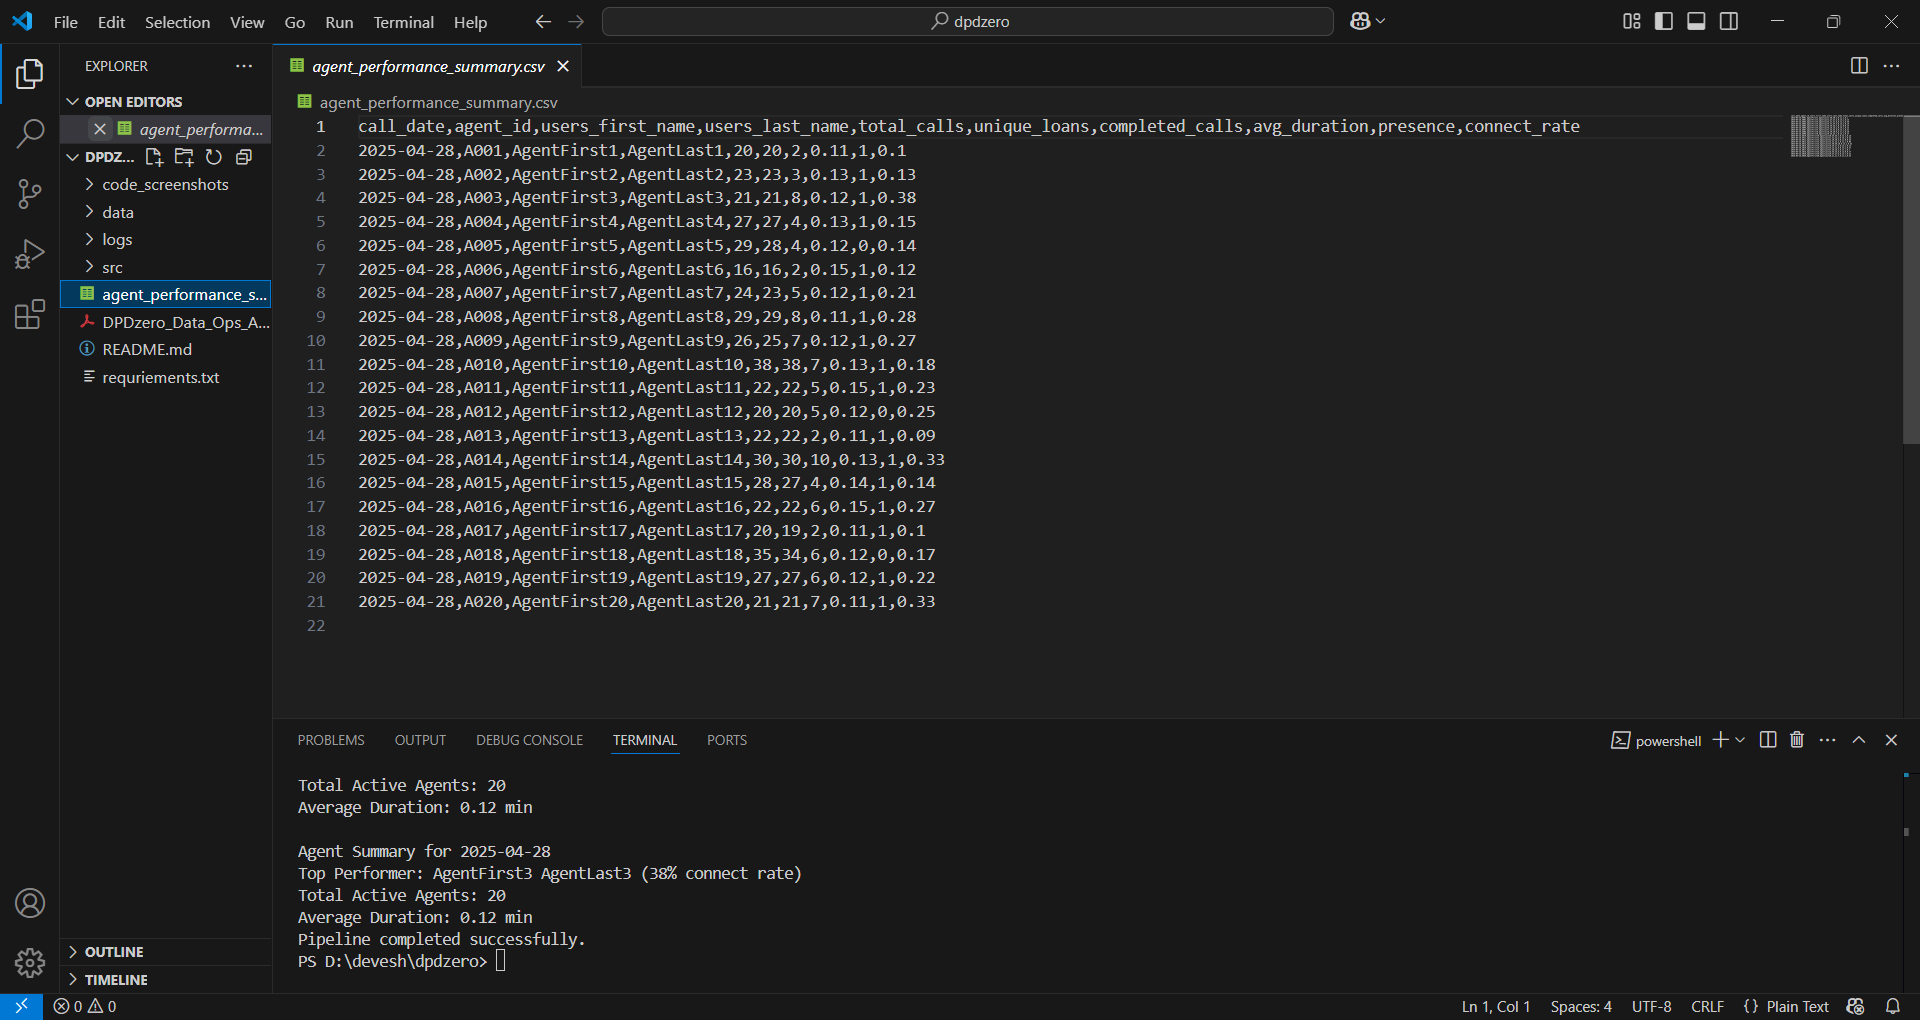 File Edit Selection View Go Run Terminal Help
dpdzero
EXPLORER
OPEN EDITORS
agent_performa...
DPDZ...
code_screenshots
data
logs
src
agent_performance_s...
DPDzero_Data_Ops_A...
README.md
requriements.txt
OUTLINE
TIMELINE
agent_performance_summary.csv
agent_performance_summary.csv
1 call_date,agent_id,users_first_name,users_last_name,total_calls,unique_loans,completed_calls,avg_duration,presence,connect_rate
2 2025-04-28,A001,AgentFirst1,AgentLast1,20,20,2,0.11,1,0.1
3 2025-04-28,A002,AgentFirst2,AgentLast2,23,23,3,0.13,1,0.13
4 2025-04-28,A003,AgentFirst3,AgentLast3,21,21,8,0.12,1,0.38
5 2025-04-28,A004,AgentFirst4,AgentLast4,27,27,4,0.13,1,0.15
6 2025-04-28,A005,AgentFirst5,AgentLast5,29,28,4,0.12,0,0.14
7 2025-04-28,A006,AgentFirst6,AgentLast6,16,16,2,0.15,1,0.12
8 2025-04-28,A007,AgentFirst7,AgentLast7,24,23,5,0.12,1,0.21
9 2025-04-28,A008,AgentFirst8,AgentLast8,29,29,8,0.11,1,0.28
10 2025-04-28,A009,AgentFirst9,AgentLast9,26,25,7,0.12,1,0.27
11 2025-04-28,A010,AgentFirst10,AgentLast10,38,38,7,0.13,1,0.18
12 2025-04-28,A011,AgentFirst11,AgentLast11,22,22,5,0.15,1,0.23
13 2025-04-28,A012,AgentFirst12,AgentLast12,20,20,5,0.12,0,0.25
14 2025-04-28,A013,AgentFirst13,AgentLast13,22,22,2,0.11,1,0.09
15 2025-04-28,A014,AgentFirst14,AgentLast14,30,30,10,0.13,1,0.33
16 2025-04-28,A015,AgentFirst15,AgentLast15,28,27,4,0.14,1,0.14
17 2025-04-28,A016,AgentFirst16,AgentLast16,22,22,6,0.15,1,0.27
18 2025-04-28,A017,AgentFirst17,AgentLast17,20,19,2,0.11,1,0.1
19 2025-04-28,A018,AgentFirst18,AgentLast18,35,34,6,0.12,0,0.17
20 2025-04-28,A019,AgentFirst19,AgentLast19,27,27,6,0.12,1,0.22
21 2025-04-28,A020,AgentFirst20,AgentLast20,21,21,7,0.11,1,0.33
22
PROBLEMS OUTPUT DEBUG CONSOLE TERMINAL PORTS
powershell
Total Active Agents: 20
Average Duration: 0.12 min
Agent Summary for 2025-04-28
Top Performer: AgentFirst3 AgentLast3 (38% connect rate)
Total Active Agents: 20
Average Duration: 0.12 min
Pipeline completed successfully.
PS D:\devesh\dpdzero>
0 0
Ln 1, Col 1 Spaces: 4 UTF-8 CRLF {} Plain Text